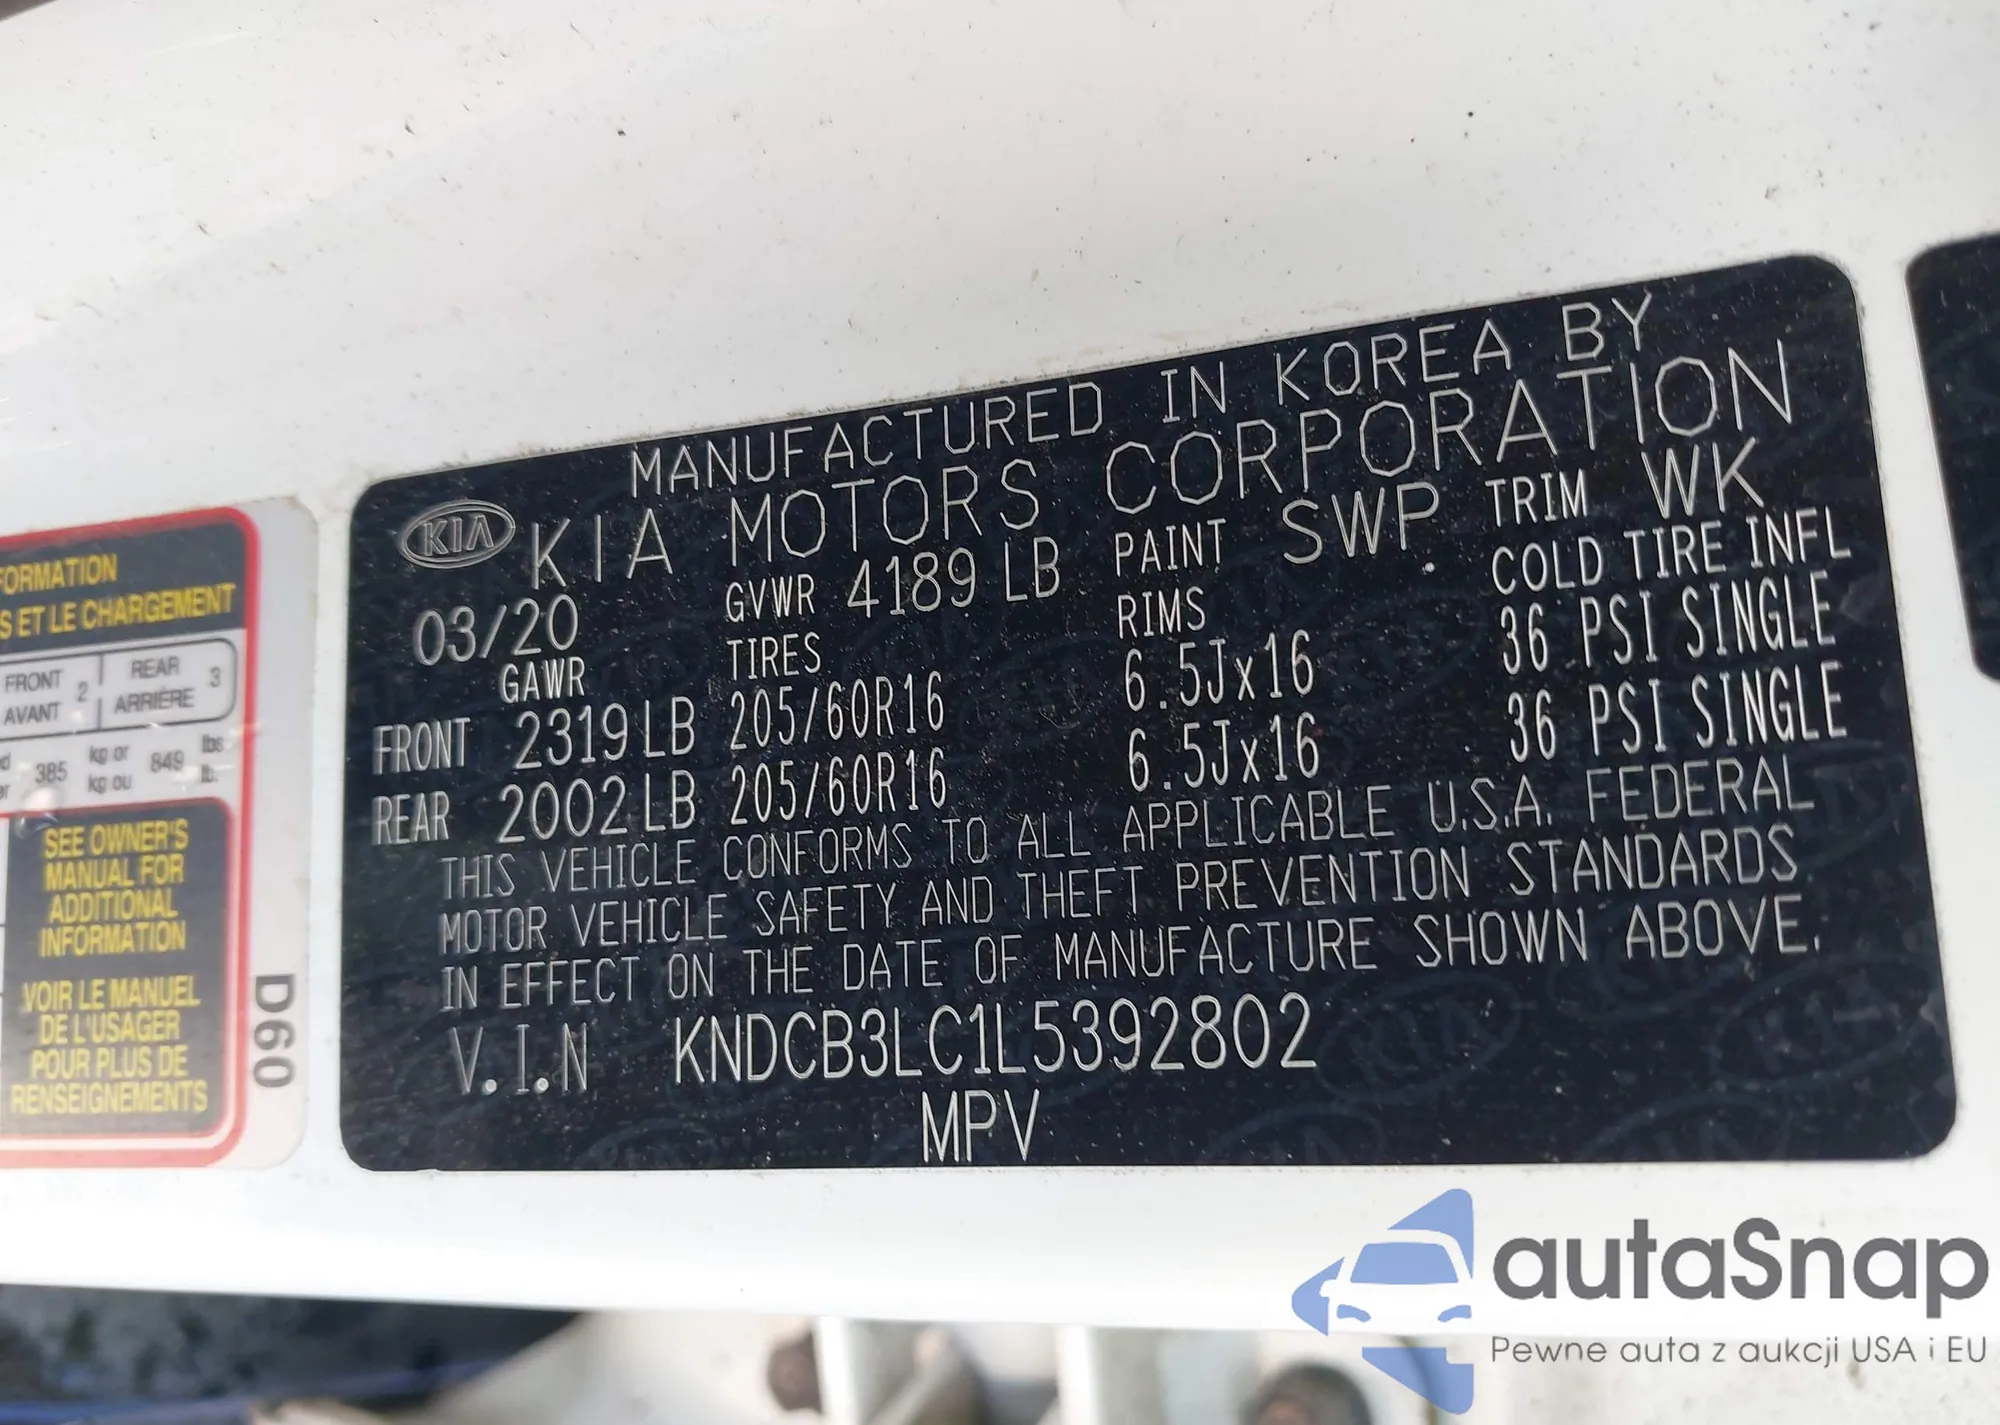 FORMATION
S ET LE CHARGEMENT
FRONT 2 REAR 3
AVANT ARRIÈRE
385 kg or 849 lbs
kg ou lb.
SEE OWNER'S
MANUAL FOR
ADDITIONAL
INFORMATION
VOIR LE MANUEL
DE L'USAGER
POUR PLUS DE
RENSEIGNEMENTS
D60
MANUFACTURED IN KOREA BY
KIA KIA MOTORS CORPORATION
03/20 GVWR 4189 LB PAINT SWP TRIM WK
GAWR TIRES RIMS COLD TIRE INFL
FRONT 2319 LB 205/60R16 6.5Jx16 36 PSI SINGLE
REAR 2002 LB 205/60R16 6.5Jx16 36 PSI SINGLE
THIS VEHICLE CONFORMS TO ALL APPLICABLE U.S.A. FEDERAL
MOTOR VEHICLE SAFETY AND THEFT PREVENTION STANDARDS
IN EFFECT ON THE DATE OF MANUFACTURE SHOWN ABOVE.
V.I.N KNDCB3LC1L5392802
MPV
autaSnap
Pewne auta z aukcji USA i EU